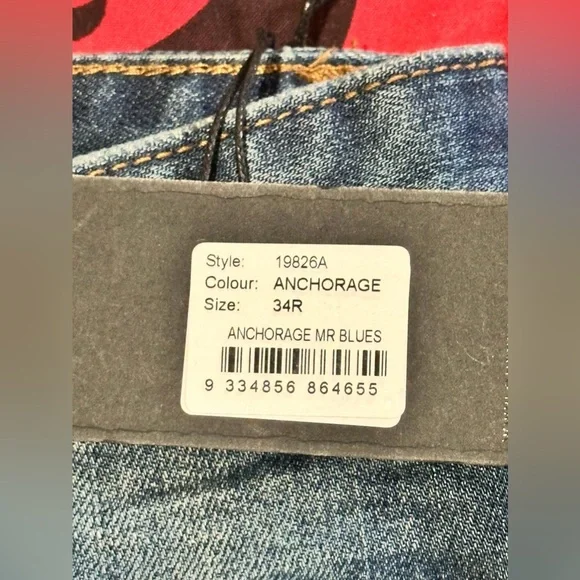 Style: 19826A
Colour: ANCHORAGE
Size: 34R
ANCHORAGE MR BLUES
9 334856 864655